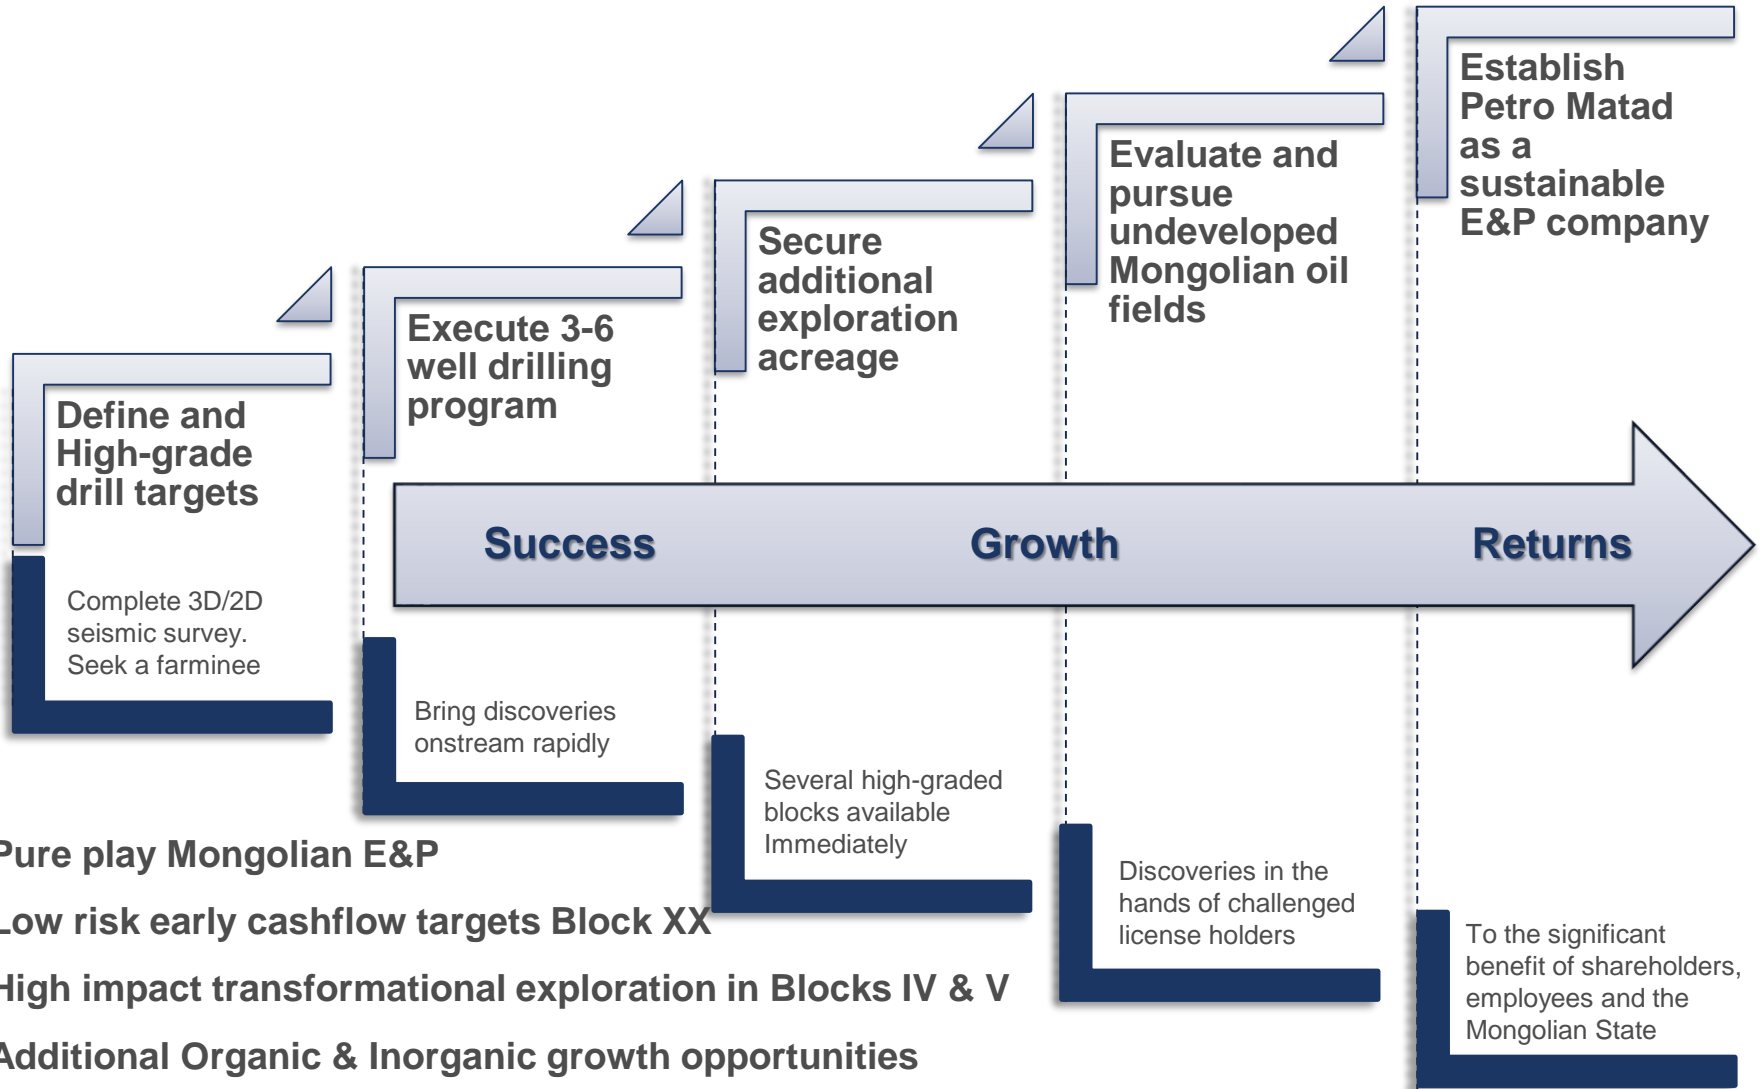 Establish
Petro Matad
as a
sustainable
E&P company
Evaluate and
pursue
undeveloped
Mongolian oil
fields
Secure
additional
exploration
acreage
Execute 3-6
well drilling
program
Define and
High-grade
drill targets
Success
Growth
Returns
Complete 3D/2D
seismic survey.
Seek a farminee
Bring discoveries
onstream rapidly
Several high-graded
blocks available
Immediately
Discoveries in the
hands of challenged
license holders
To the significant
benefit of shareholders,
employees and the
Mongolian State
Pure play Mongolian E&P
Low risk early cashflow targets Block XX
High impact transformational exploration in Blocks IV & V
Additional Organic & Inorganic growth opportunities